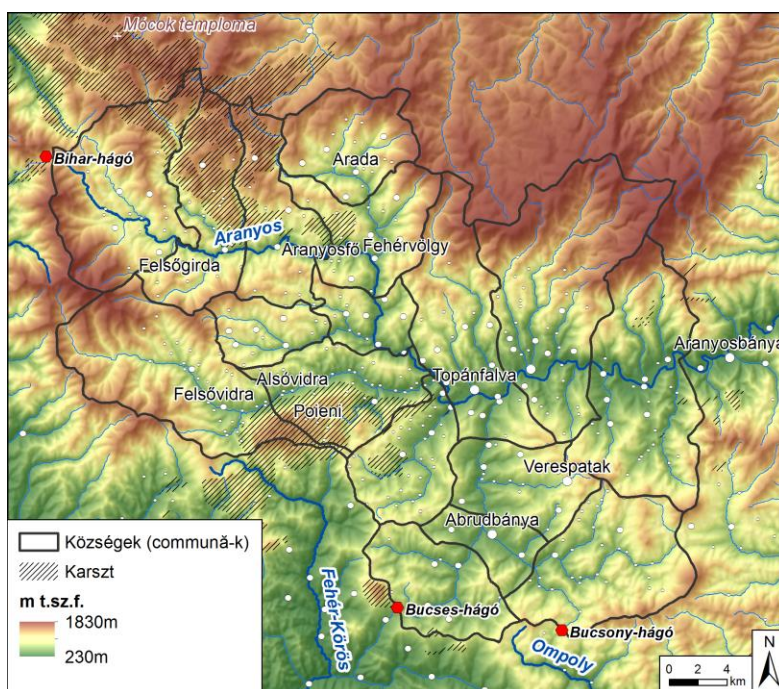 Mócok temploma
Bihar-hágó
Arada
Aranyos
Aranyosfő
Fehérvölgy
Felsőgirda
Aranyosbánya
Topánfalva
Alsóvidra
Felsővidra
Poieni
Verespatak
Abrudbánya
Fehér-Körös
Bucses-hágó
Bucsony-hágó
Ompoly
Községek (commună-k)
Karszt
m t.sz.f.
1830m
230m
N
0 2 4
km